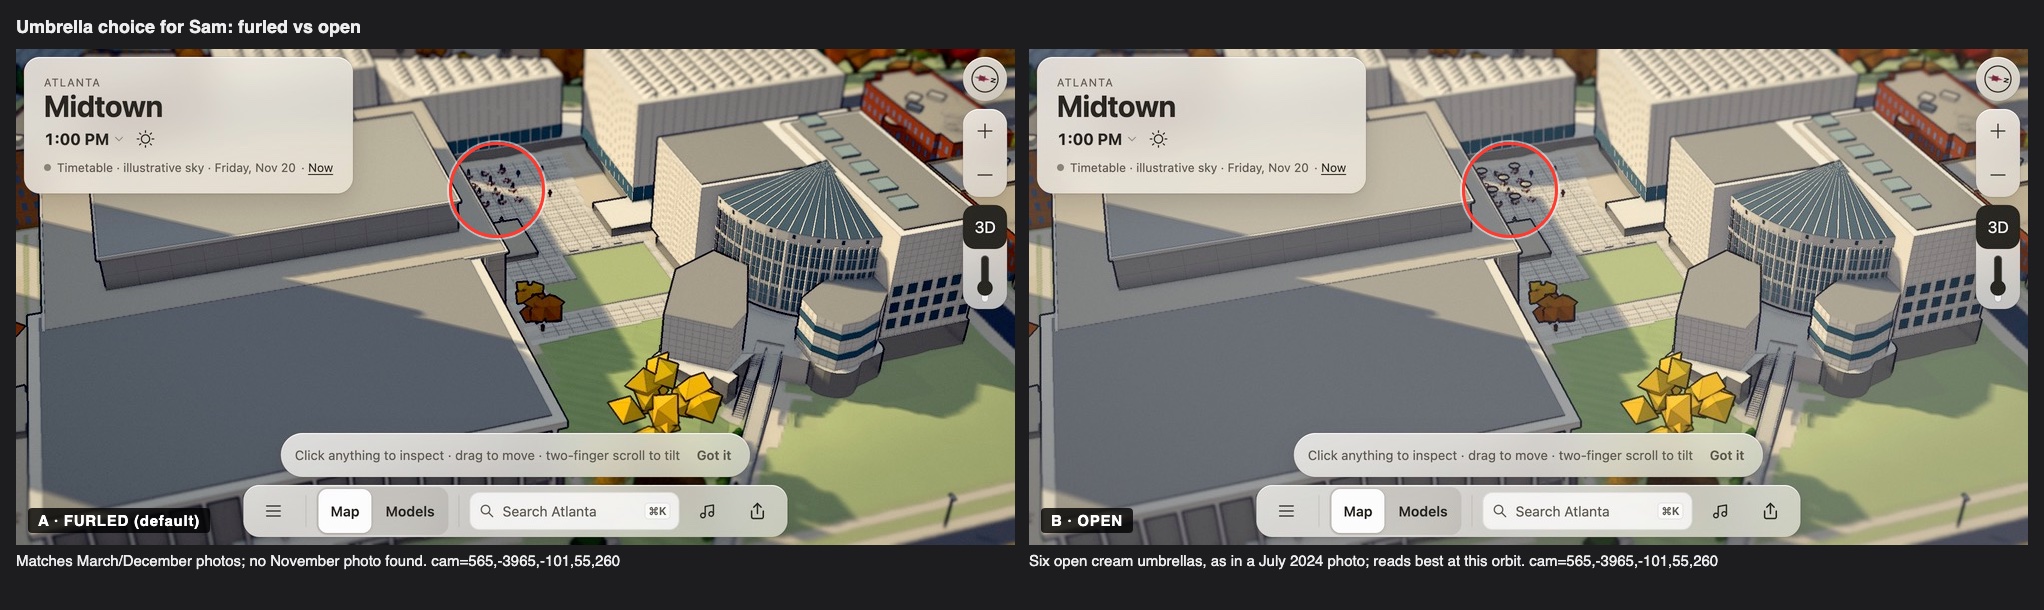 Umbrella choice for Sam: furled vs open
ATLANTA
Midtown
1:00 PM
Timetable · illustrative sky · Friday, Nov 20 · Now
N
+
−
3D
Click anything to inspect · drag to move · two-finger scroll to tilt Got it
Map Models Search Atlanta ⌘K
A · FURLED (default)
Matches March/December photos; no November photo found. cam=565,-3965,-101,55,260
ATLANTA
Midtown
1:00 PM
Timetable · illustrative sky · Friday, Nov 20 · Now
N
+
−
3D
Click anything to inspect · drag to move · two-finger scroll to tilt Got it
Map Models Search Atlanta ⌘K
B · OPEN
Six open cream umbrellas, as in a July 2024 photo; reads best at this orbit. cam=565,-3965,-101,55,260